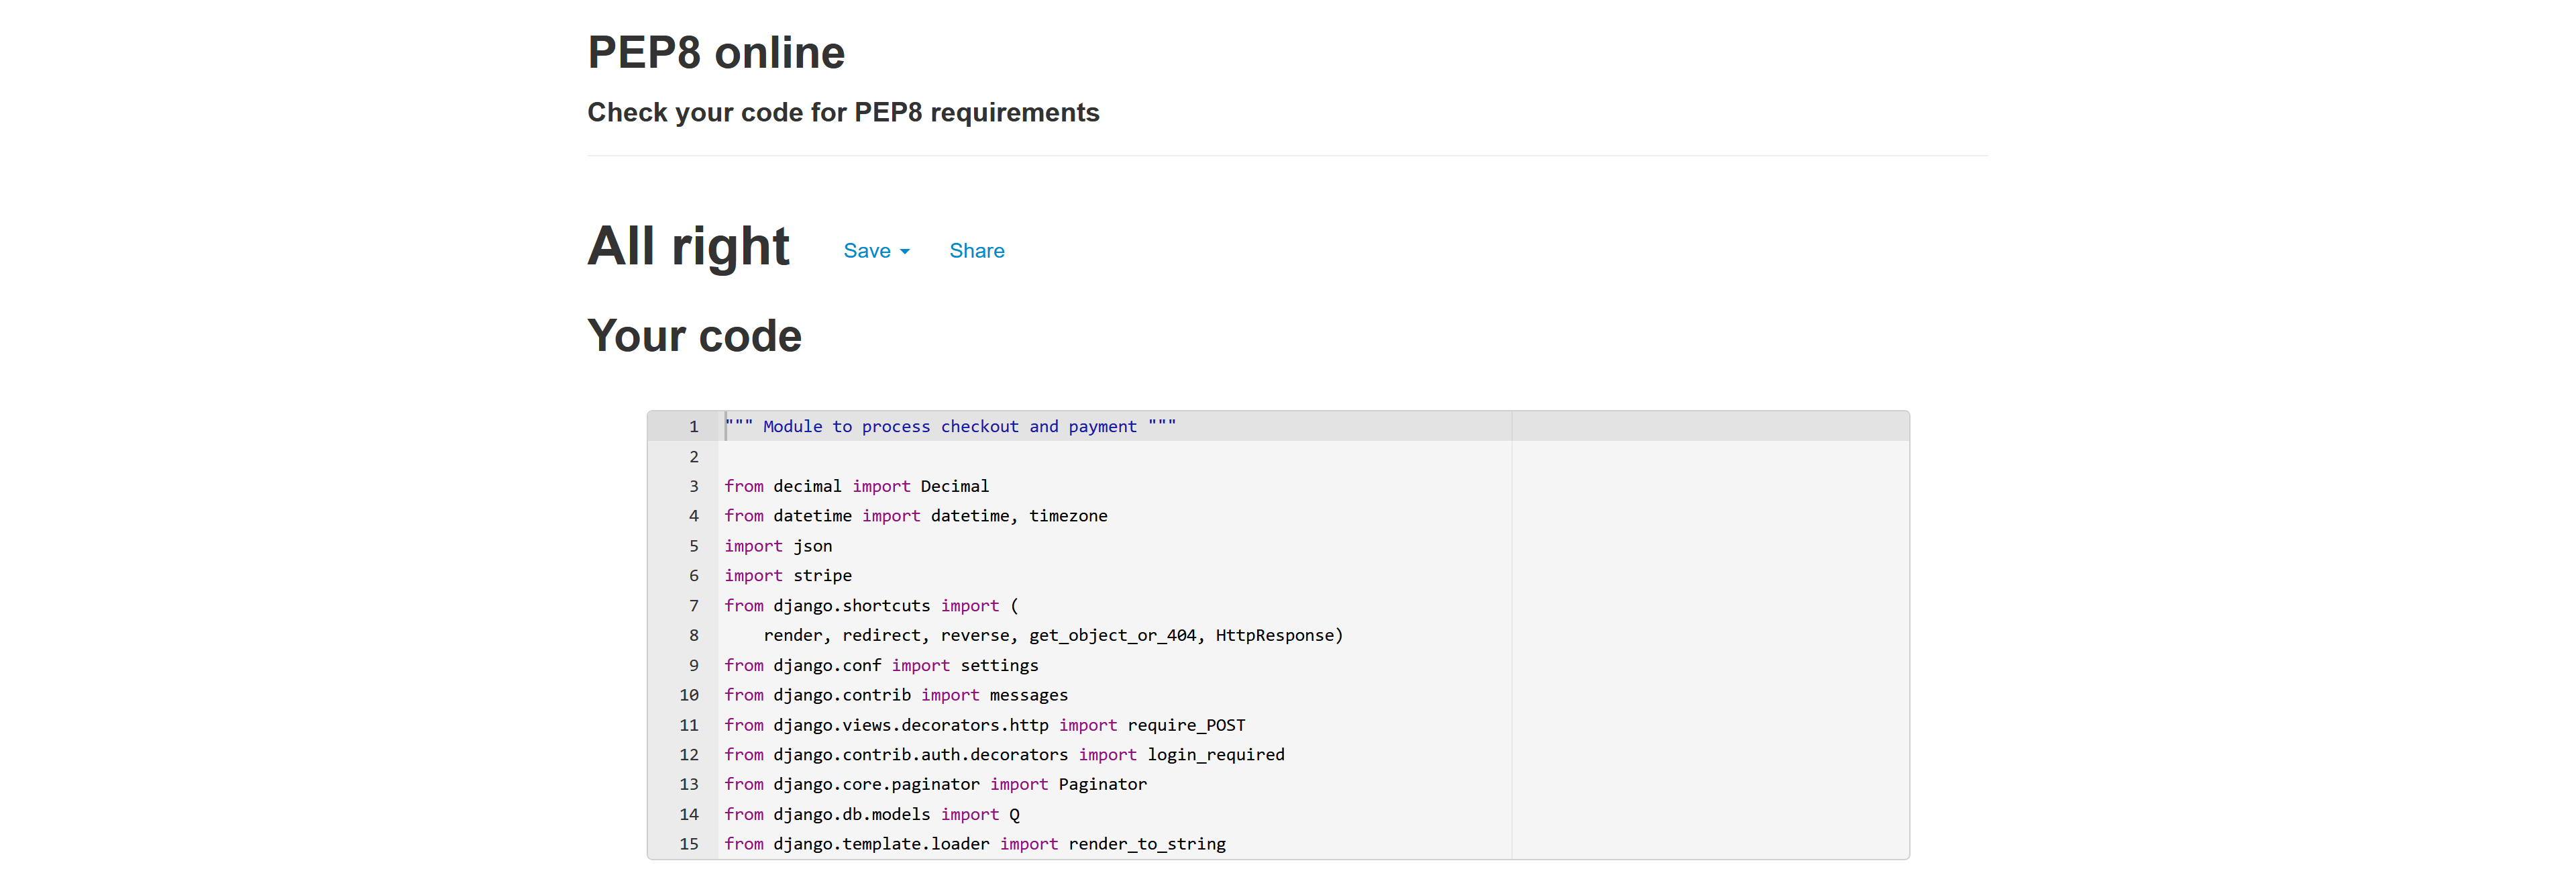 PEP8 online
Check your code for PEP8 requirements
All right Save Share
Your code
1 """ Module to process checkout and payment """
2
3 from decimal import Decimal
4 from datetime import datetime, timezone
5 import json
6 import stripe
7 from django.shortcuts import (
8     render, redirect, reverse, get_object_or_404, HttpResponse)
9 from django.conf import settings
10 from django.contrib import messages
11 from django.views.decorators.http import require_POST
12 from django.contrib.auth.decorators import login_required
13 from django.core.paginator import Paginator
14 from django.db.models import Q
15 from django.template.loader import render_to_string